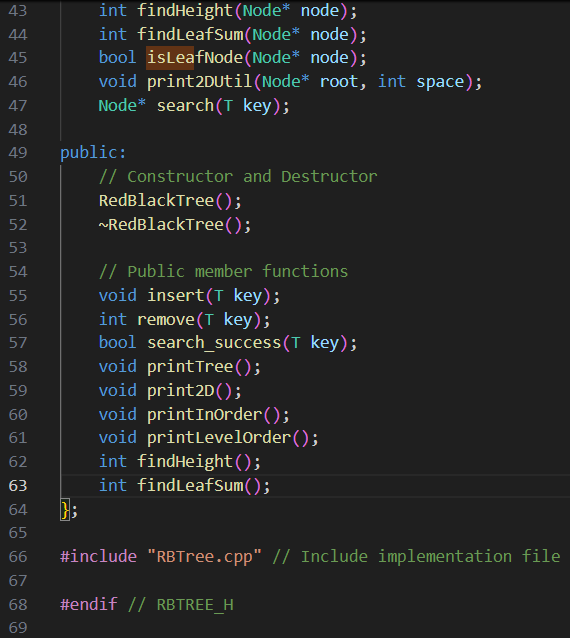 43 int findHeight(Node* node);
44 int findLeafSum(Node* node);
45 bool isLeafNode(Node* node);
46 void print2DUtil(Node* root, int space);
47 Node* search(T key);
48
49 public:
50 // Constructor and Destructor
51 RedBlackTree();
52 ~RedBlackTree();
53
54 // Public member functions
55 void insert(T key);
56 int remove(T key);
57 bool search_success(T key);
58 void printTree();
59 void print2D();
60 void printInOrder();
61 void printLevelOrder();
62 int findHeight();
63 int findLeafSum();
64 };
65
66 #include "RBTree.cpp" // Include implementation file
67
68 #endif // RBTREE_H
69